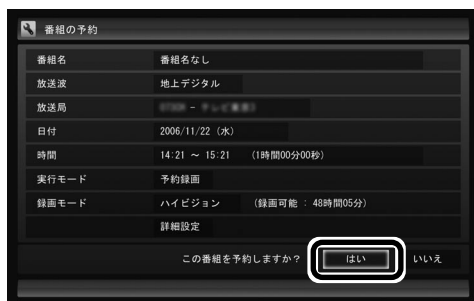 番組の予約
番組名 番組名なし
放送波 地上デジタル
放送局
日付 2006/11/22 (水)
時間 14:21 ～ 15:21 (1時間00分00秒)
実行モード 予約録画
録画モード ハイビジョン (録画可能 : 48時間05分)
詳細設定
この番組を予約しますか? はい いいえ